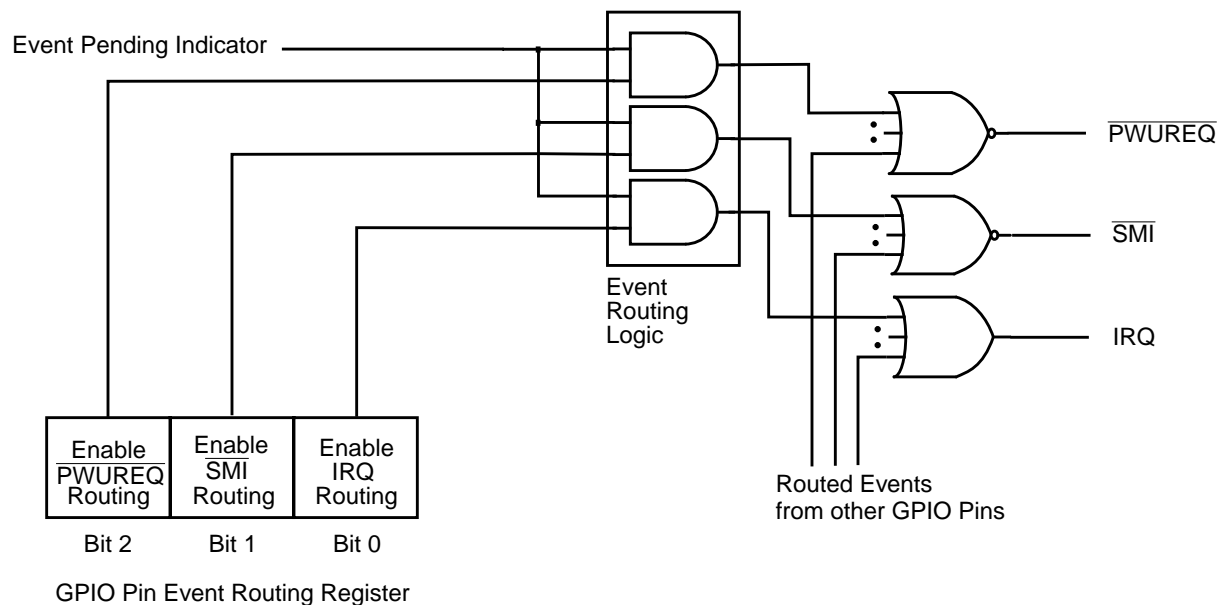 Event Pending Indicator
PWUREQ
SMI
IRQ
Event
Routing
Logic
Enable
PWUREQ
Routing
Enable
SMI
Routing
Enable
IRQ
Routing
Routed Events
from other GPIO Pins
Bit 2
Bit 1
Bit 0
GPIO Pin Event Routing Register